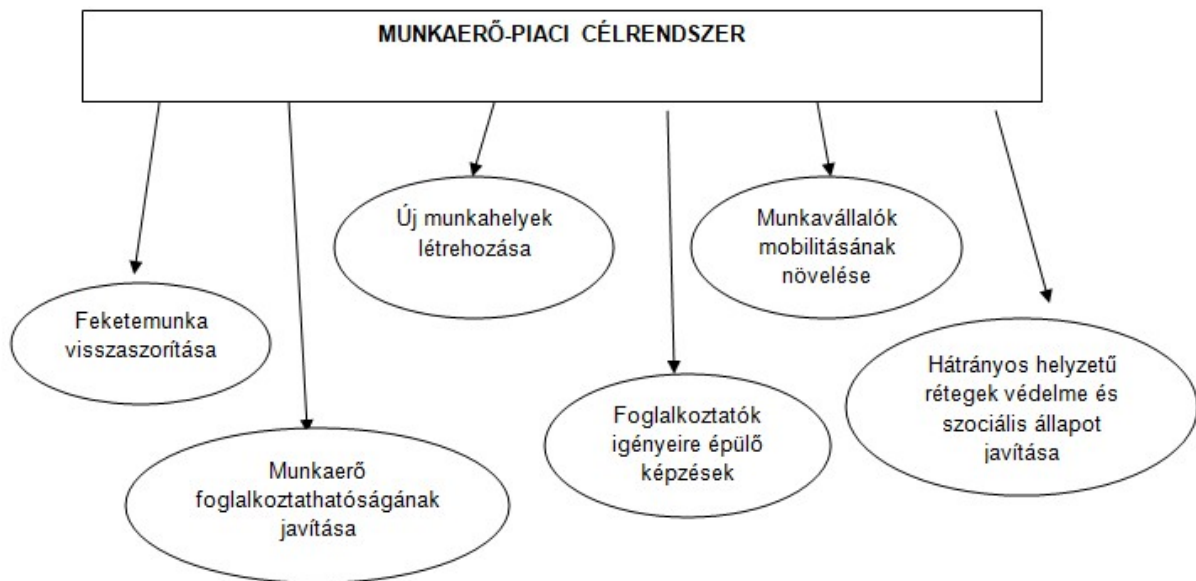 MUNKAERŐ-PIACI CÉLRENDSZER
Új munkahelyek
létrehozása
Munkavállalók
mobilitásának
növelése
Feketemunka
visszaszorítása
Hátrányos helyzetű
rétegek védelme és
szociális állapot
javítása
Foglalkoztatók
igényeire épülő
képzések
Munkaerő
foglalkoztathatóságának
javítása